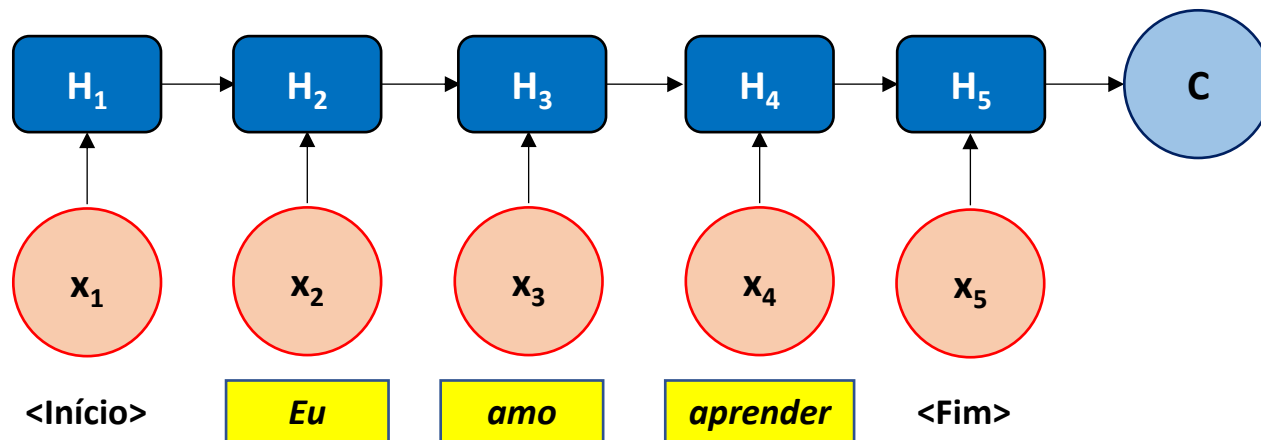 H₁ H₂ H₃ H₄ H₅ C
x₁ x₂ x₃ x₄ x₅
<Início> Eu amo aprender <Fim>